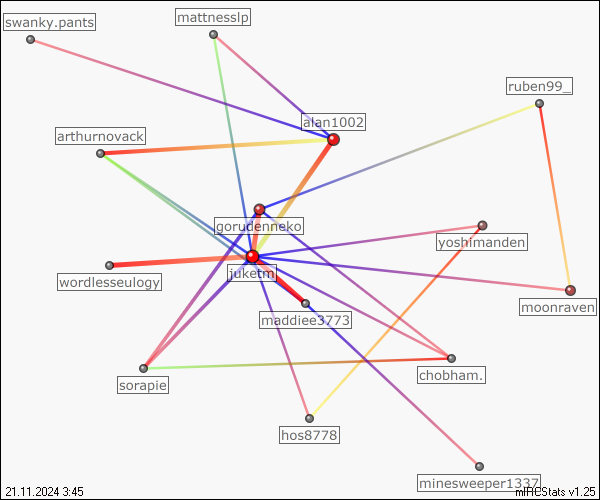 swanky.pants
mattnesslp
ruben99_
alan1002
arthurnovack
gorudenneko
yoshimanden
juketm
wordlesseulogy
moonraven
maddiee3773
chobham.
sorapie
hos8778
minesweeper1337
21.11.2024 3:45
mIRCStats v1.25